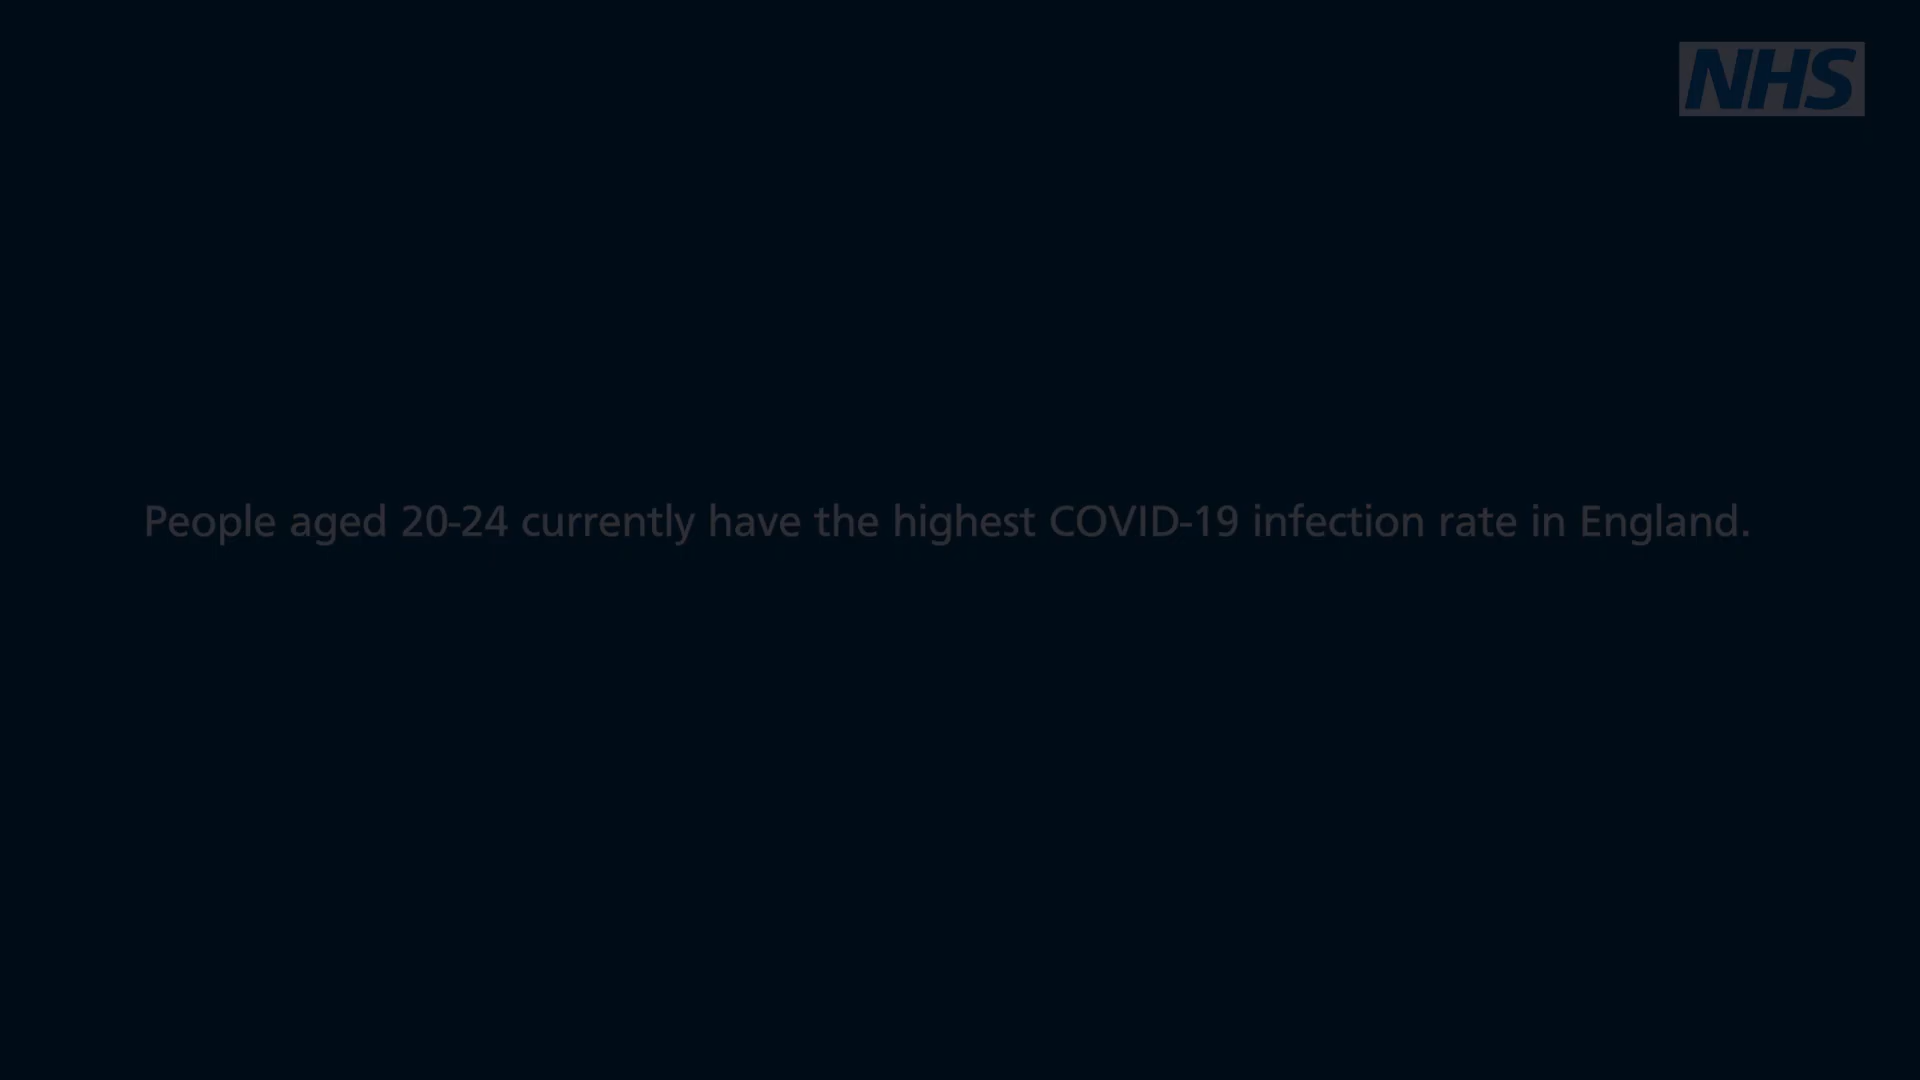 NHS
People aged 20-24 currently have the highest COVID-19 infection rate in England.